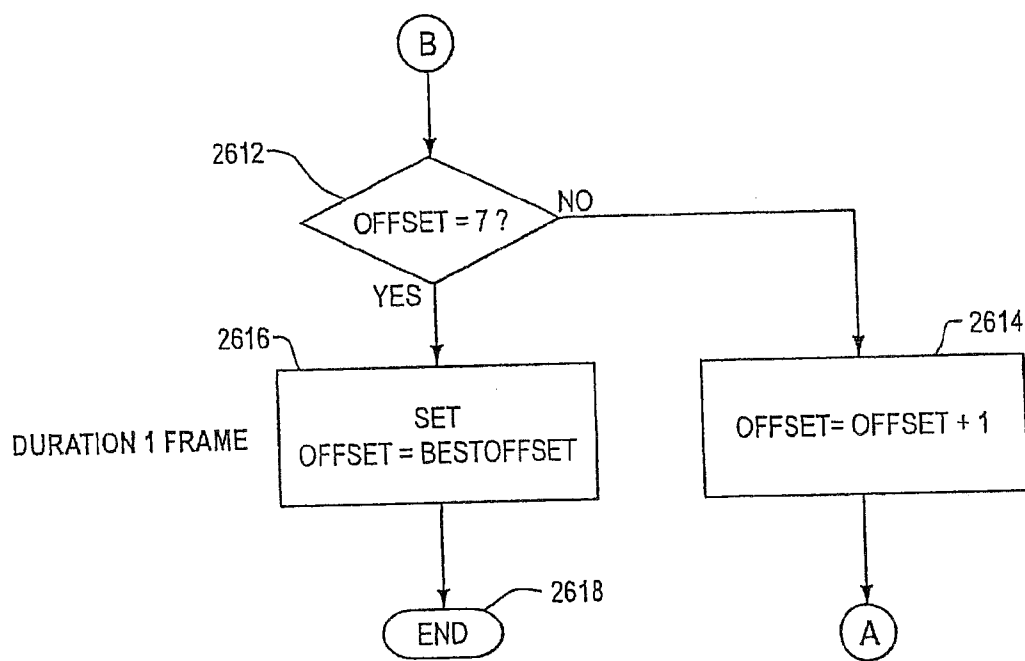 B
2612
OFFSET = 7 ?
NO
YES
2616
2614
SET
OFFSET = BESTOFFSET
DURATION 1 FRAME
OFFSET= OFFSET + 1
2618
END
A